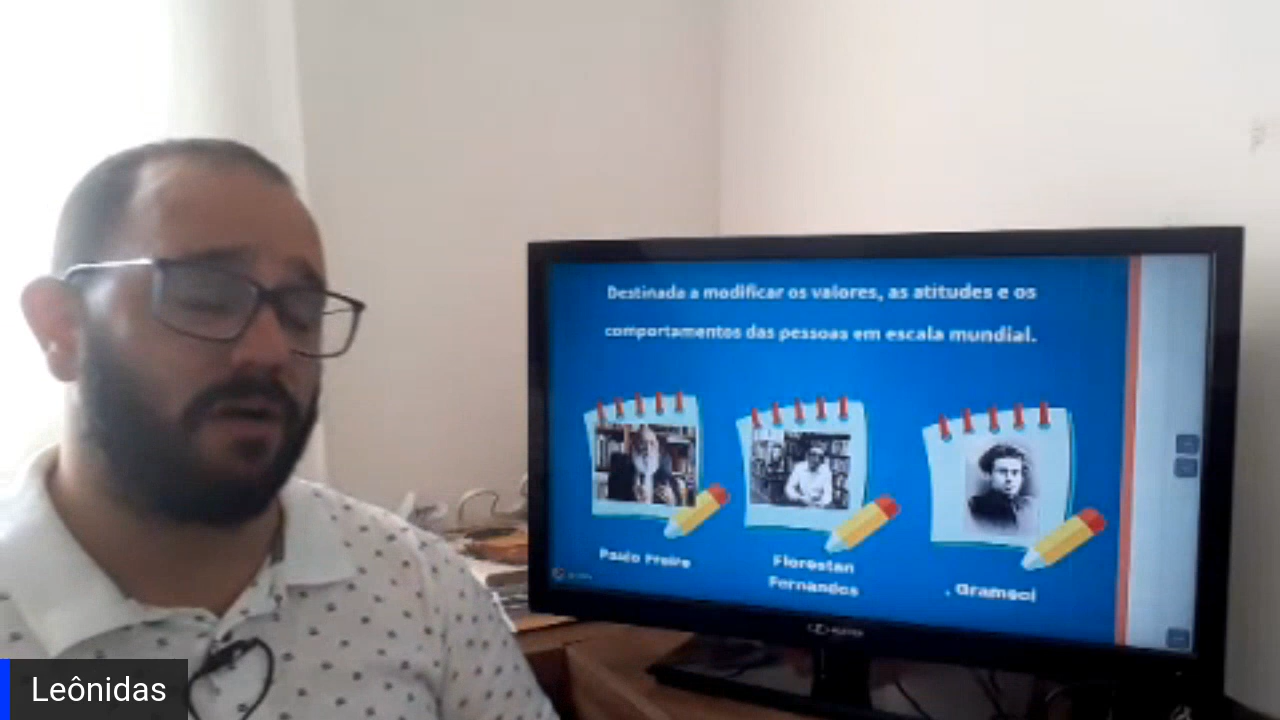 Destinada a modificar os valores, as atitudes e os
comportamentos das pessoas em escala mundial.
Paulo Freire
Florestan
Fernandes
. Gramsci
Leônidas